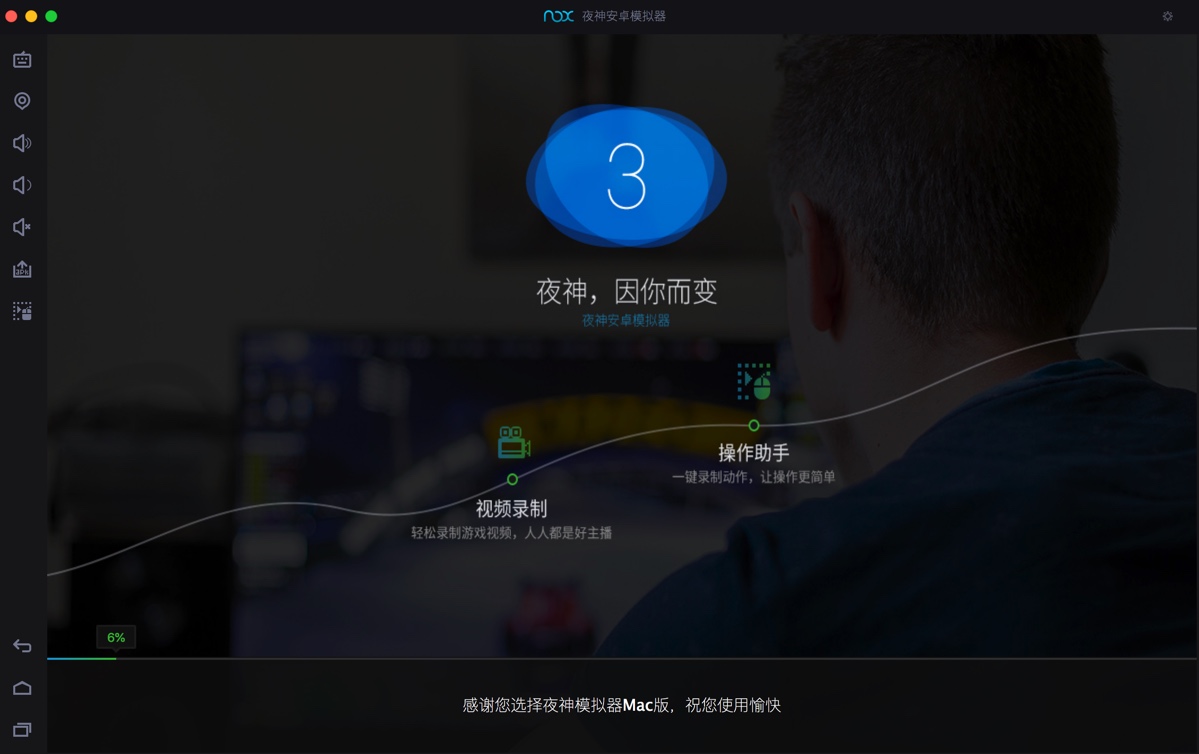 nox 夜神安卓模拟器
3
夜神，因你而变
夜神安卓模拟器
操作助手
一键录制动作，让操作更简单
视频录制
轻松录制游戏视频，人人都是好主播
6%
感谢您选择夜神模拟器Mac版，祝您使用愉快